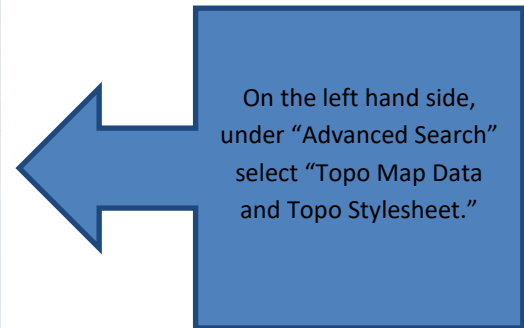 On the left hand side,
under “Advanced Search”
select “Topo Map Data
and Topo Stylesheet.”